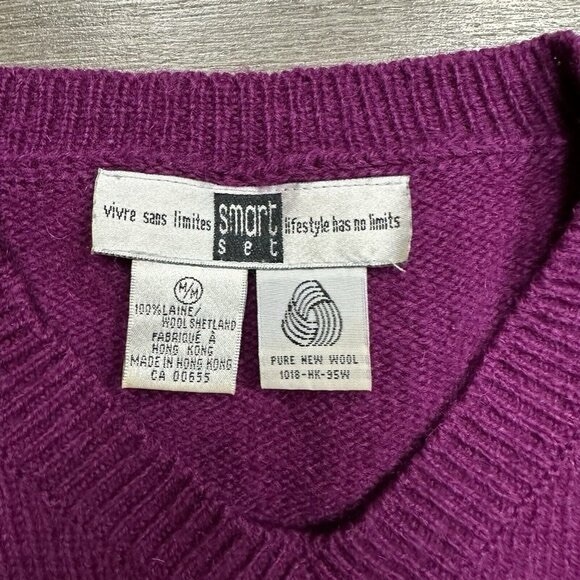 vivre sans limites smart set lifestyle has no limits
M/M
100% LAINE/
WOOL SHETLAND
FABRIQUÉ À
HONG KONG
MADE IN HONG KONG
CA 00655
PURE NEW WOOL
1018-HK-95W